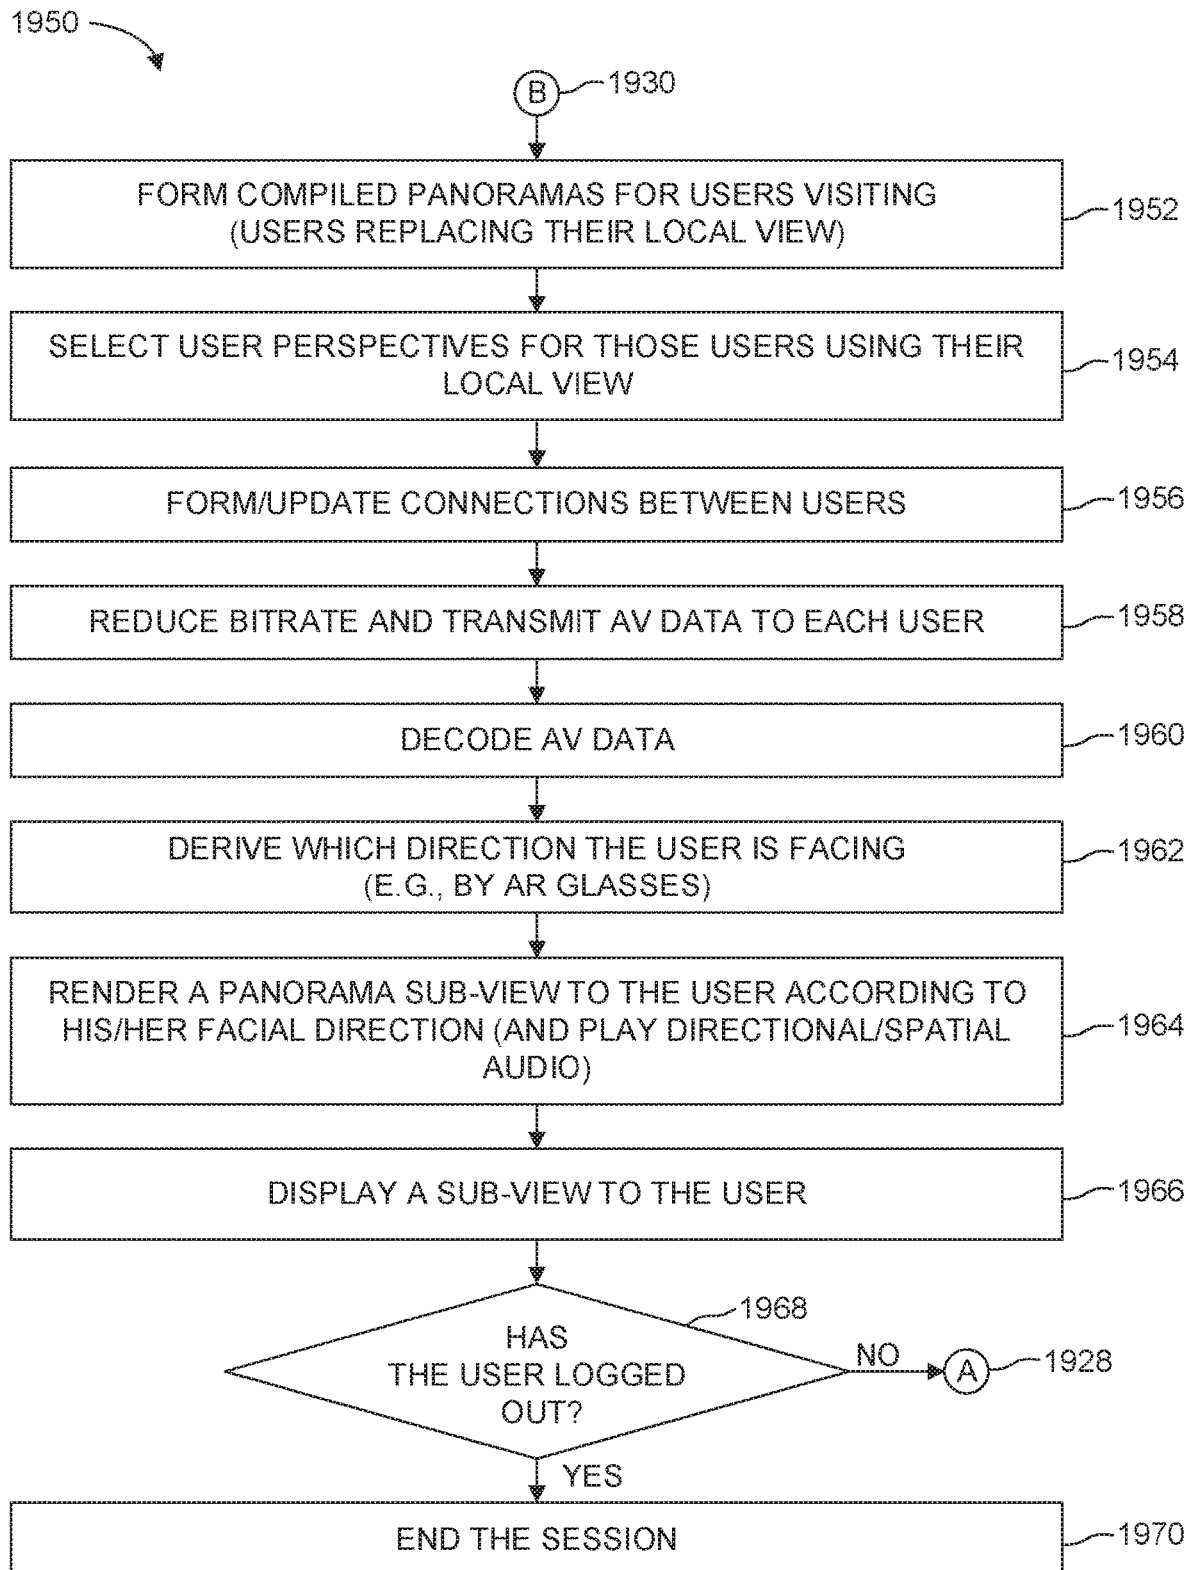 1950
B
1930
FORM COMPILED PANORAMAS FOR USERS VISITING
(USERS REPLACING THEIR LOCAL VIEW)
1952
SELECT USER PERSPECTIVES FOR THOSE USERS USING THEIR
LOCAL VIEW
1954
FORM/UPDATE CONNECTIONS BETWEEN USERS
1956
REDUCE BITRATE AND TRANSMIT AV DATA TO EACH USER
1958
DECODE AV DATA
1960
DERIVE WHICH DIRECTION THE USER IS FACING
(E.G., BY AR GLASSES)
1962
RENDER A PANORAMA SUB-VIEW TO THE USER ACCORDING TO
HIS/HER FACIAL DIRECTION (AND PLAY DIRECTIONAL/SPATIAL
AUDIO)
1964
DISPLAY A SUB-VIEW TO THE USER
1966
HAS
THE USER LOGGED
OUT?
1968
NO
A
1928
YES
END THE SESSION
1970